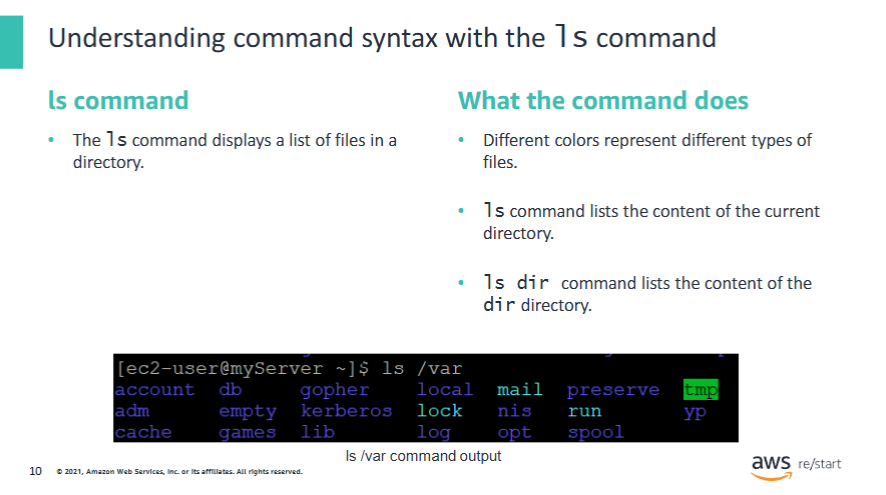 Understanding command syntax with the ls command
ls command
• The ls command displays a list of files in a
directory.
What the command does
• Different colors represent different types of
files.
• ls command lists the content of the current
directory.
• ls dir command lists the content of the
dir directory.
[ec2-user@myServer ~]$ ls /var
account db gopher local mail preserve tmp
adm empty kerberos lock nis run yp
cache games lib log opt spool
ls /var command output
10 © 2021, Amazon Web Services, Inc. or its affiliates. All rights reserved.
aws re/start